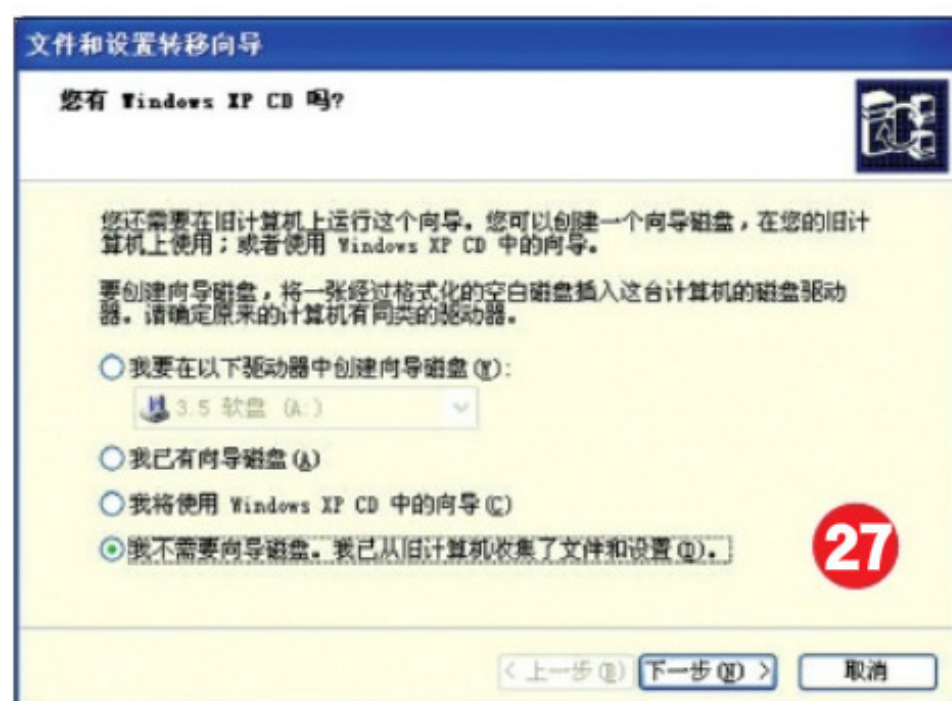 文件和设置转移向导
您有 Windows XP CD 吗?
您还需要在旧计算机上运行这个向导。您可以创建一个向导磁盘,在您的旧计
算机上使用;或者使用 Windows XP CD 中的向导。
要创建向导磁盘,将一张经过格式化的空白磁盘插入这台计算机的磁盘驱动
器。请确定原来的计算机有同类的驱动器。
我要在以下驱动器中创建向导磁盘(Y):
3.5 软盘 (A:)
我已有向导磁盘(A)
我将使用 Windows XP CD 中的向导(C)
我不需要向导磁盘。我已从旧计算机收集了文件和设置(D)。
27
< 上一步(B) 下一步(N) > 取消